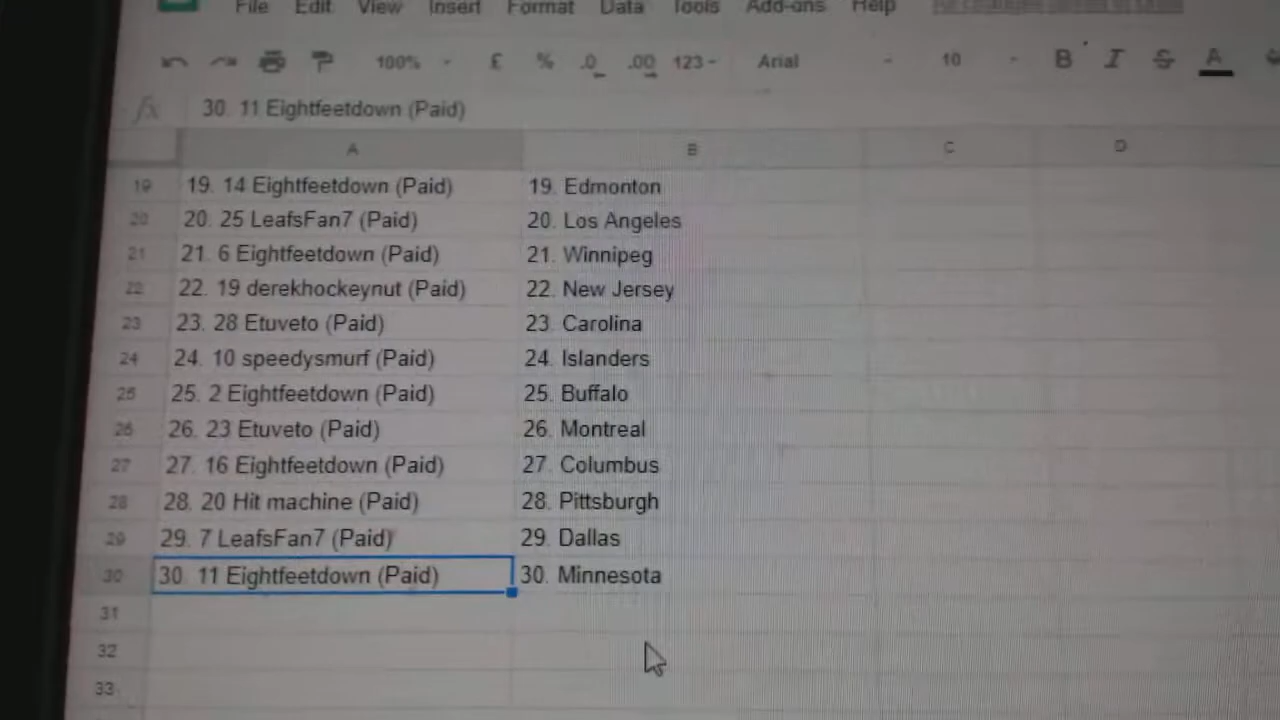 File Edit View Insert Format Data Tools Add-ons Help
100% £ % .0 .00 123 Arial 10 B I S A
fx 30. 11 Eightfeetdown (Paid)
A B C D
19 19. 14 Eightfeetdown (Paid) 19. Edmonton
20 20. 25 LeafsFan7 (Paid) 20. Los Angeles
21 21. 6 Eightfeetdown (Paid) 21. Winnipeg
22 22. 19 derekhockeynut (Paid) 22. New Jersey
23 23. 28 Etuveto (Paid) 23. Carolina
24 24. 10 speedysmurf (Paid) 24. Islanders
25 25. 2 Eightfeetdown (Paid) 25. Buffalo
26 26. 23 Etuveto (Paid) 26. Montreal
27 27. 16 Eightfeetdown (Paid) 27. Columbus
28 28. 20 Hit machine (Paid) 28. Pittsburgh
29 29. 7 LeafsFan7 (Paid) 29. Dallas
30 30. 11 Eightfeetdown (Paid) 30. Minnesota
31
32
33